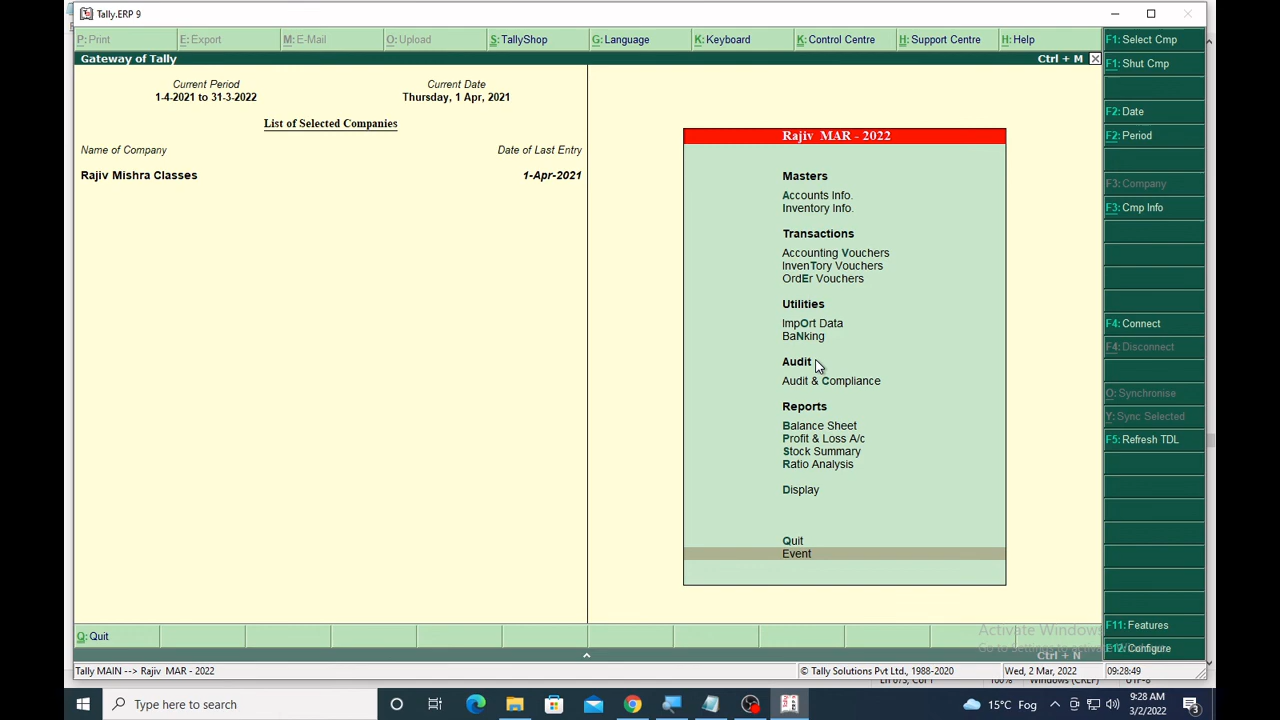 Tally.ERP 9
P: Print E: Export M: E-Mail O: Upload S: TallyShop G: Language K: Keyboard K: Control Centre H: Support Centre H: Help
F1: Select Cmp
Gateway of Tally Ctrl + M
F1: Shut Cmp
Current Period Current Date
1-4-2021 to 31-3-2022 Thursday, 1 Apr, 2021
List of Selected Companies
Name of Company Date of Last Entry
Rajiv Mishra Classes 1-Apr-2021
Rajiv MAR - 2022
Masters
Accounts Info.
Inventory Info.
Transactions
Accounting Vouchers
InvenTory Vouchers
OrdEr Vouchers
Utilities
ImpOrt Data
BaNking
Audit
Audit & Compliance
Reports
Balance Sheet
Profit & Loss A/c
Stock Summary
Ratio Analysis
Display
Quit
Event
F2: Date
F2: Period
F3: Company
F3: Cmp Info
F4: Connect
F4: Disconnect
O: Synchronise
Y: Sync Selected
F5: Refresh TDL
F11: Features
F12: Configure
Activate Windows
Q: Quit
Ctrl + N
Tally MAIN --> Rajiv MAR - 2022 © Tally Solutions Pvt Ltd., 1988-2020 Wed, 2 Mar, 2022 09:28:49
Type here to search
15°C Fog
9:28 AM
3/2/2022